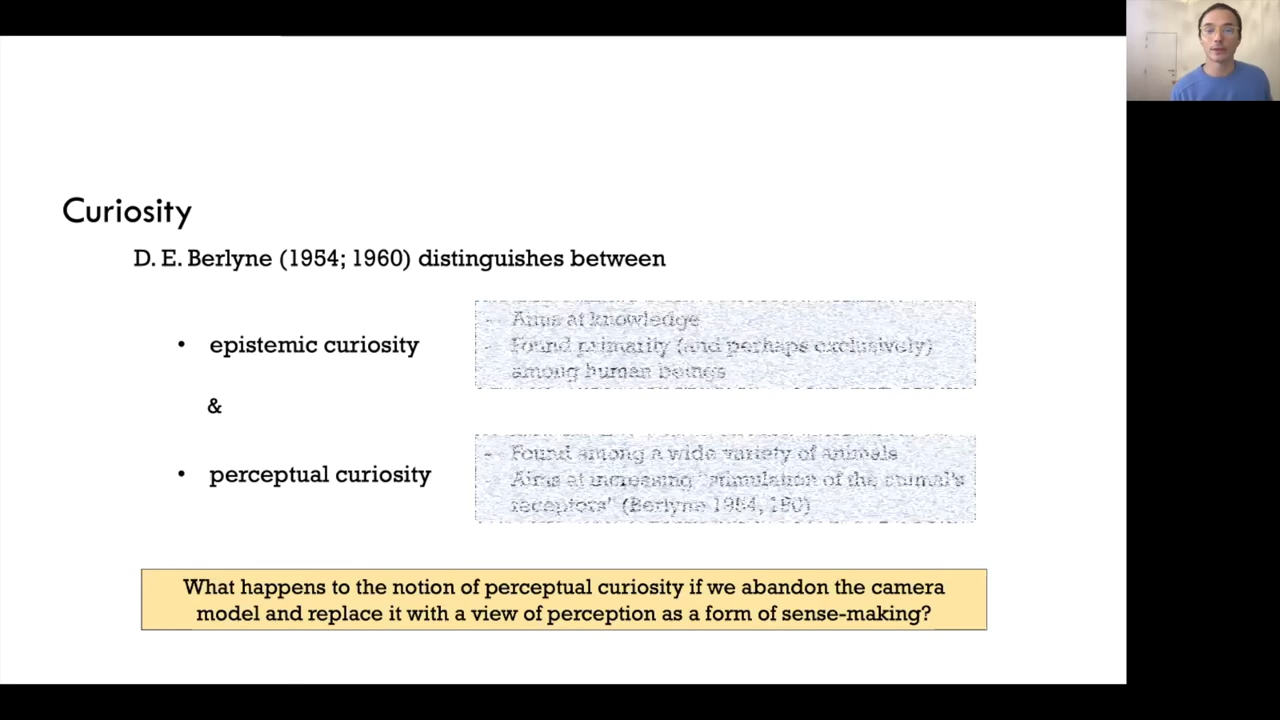 Curiosity
D. E. Berlyne (1954; 1960) distinguishes between
• epistemic curiosity
- Aims at knowledge
- Found primarily (and perhaps exclusively)
among human beings
&
• perceptual curiosity
- Found among a wide variety of animals
- Aims at increasing "stimulation of the animal's
receptors" (Berlyne 1954, 180)
What happens to the notion of perceptual curiosity if we abandon the camera
model and replace it with a view of perception as a form of sense-making?